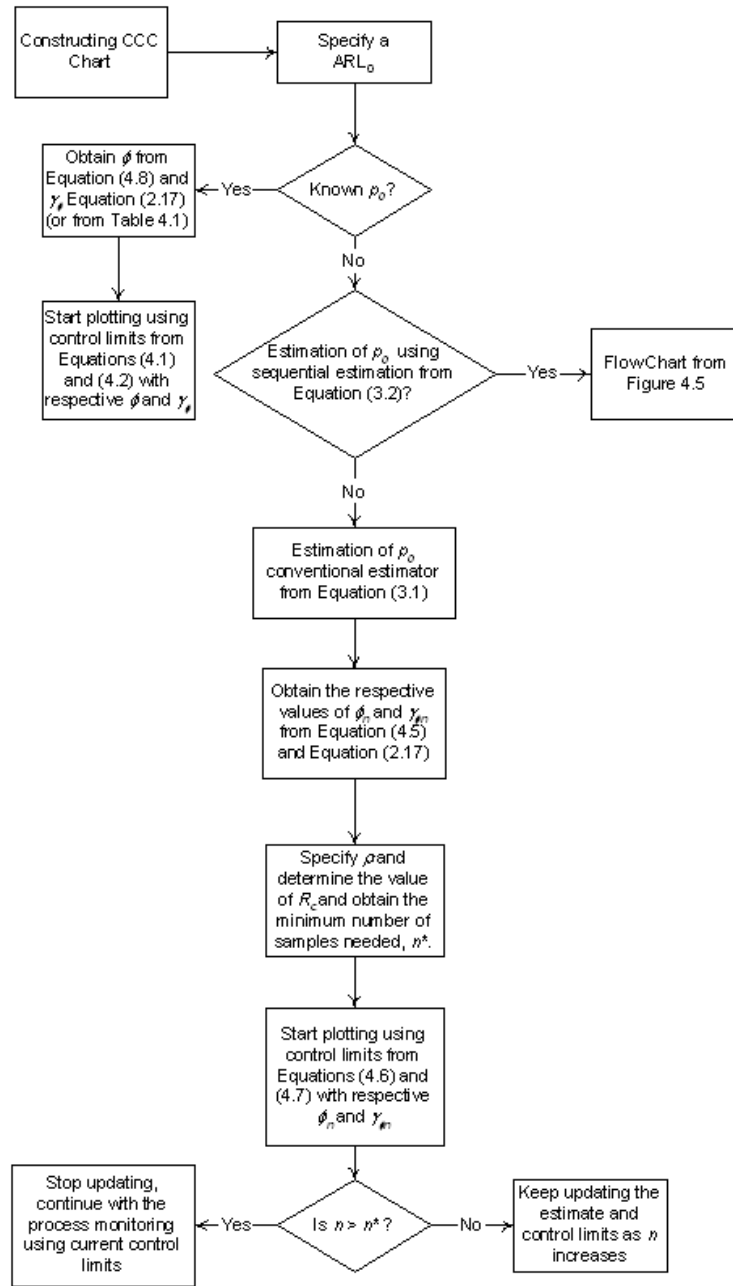 Constructing CCC
Chart
Specify a
ARL₀
Obtain ϕ from
Equation (4.8) and
γϕ Equation (2.17)
(or from Table 4.1)
Yes
Known p₀?
No
Start plotting using
control limits from
Equations (4.1)
and (4.2) with
respective ϕ and γϕ
Estimation of p₀ using
sequential estimation from
Equation (3.2)?
Yes
FlowChart from
Figure 4.5
No
Estimation of p₀
conventional estimator
from Equation (3.1)
Obtain the respective
values of ϕₙ and γϕn
from Equation (4.5)
and Equation (2.17)
Specify ρ and
determine the value
of R_c and obtain the
minimum number of
samples needed, n*.
Start plotting using
control limits from
Equations (4.6) and
(4.7) with respective
ϕₙ and γϕn
Stop updating,
continue with the
process monitoring
using current control
limits
Yes
Is n > n*?
No
Keep updating the
estimate and
control limits as n
increases